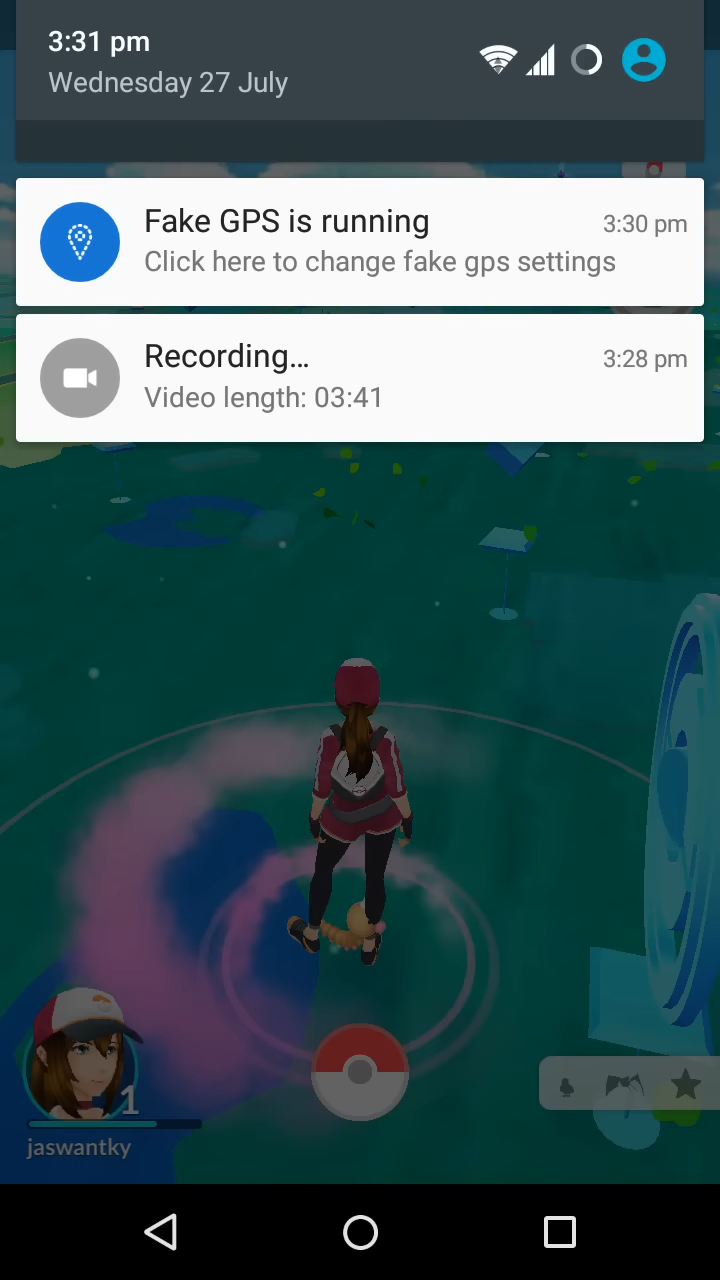 3:31 pm
Wednesday 27 July
Fake GPS is running 3:30 pm
Click here to change fake gps settings
Recording... 3:28 pm
Video length: 03:41
1
jaswantky